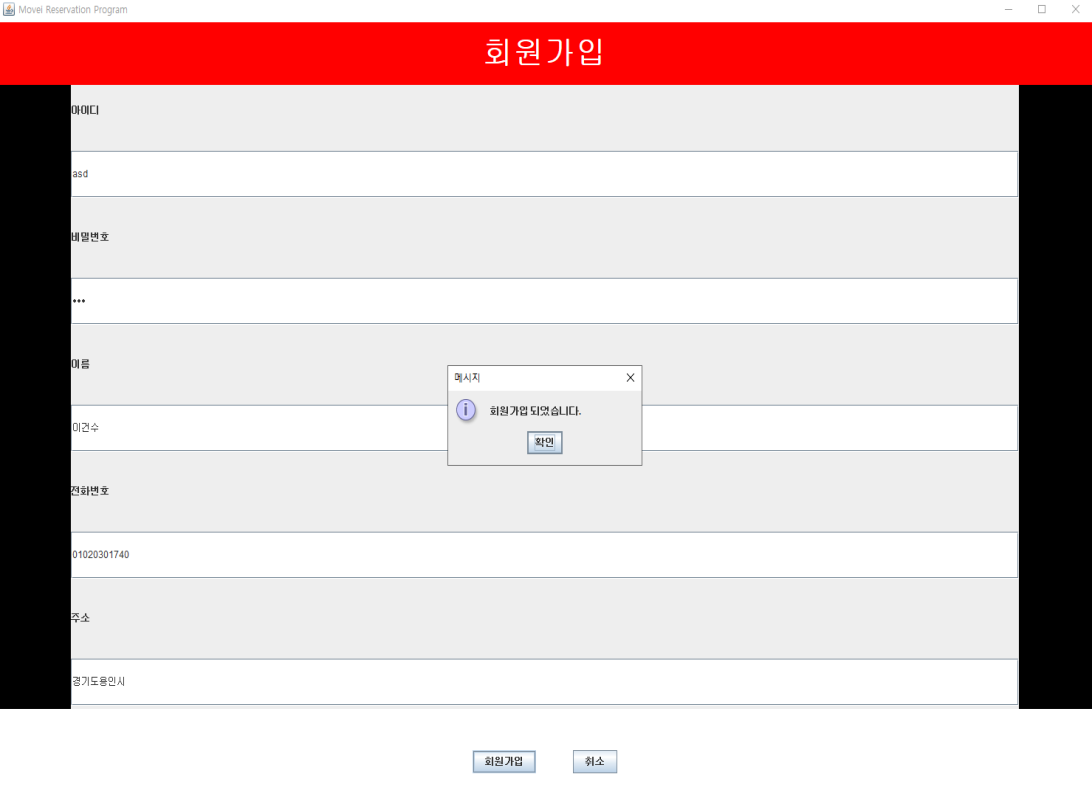 Movei Reservation Program
회원가입
아이디
asd
비밀번호
•••
이름
이건수
전화번호
01020301740
주소
경기도용인시
메시지
회원가입 되었습니다.
확인
회원가입 취소